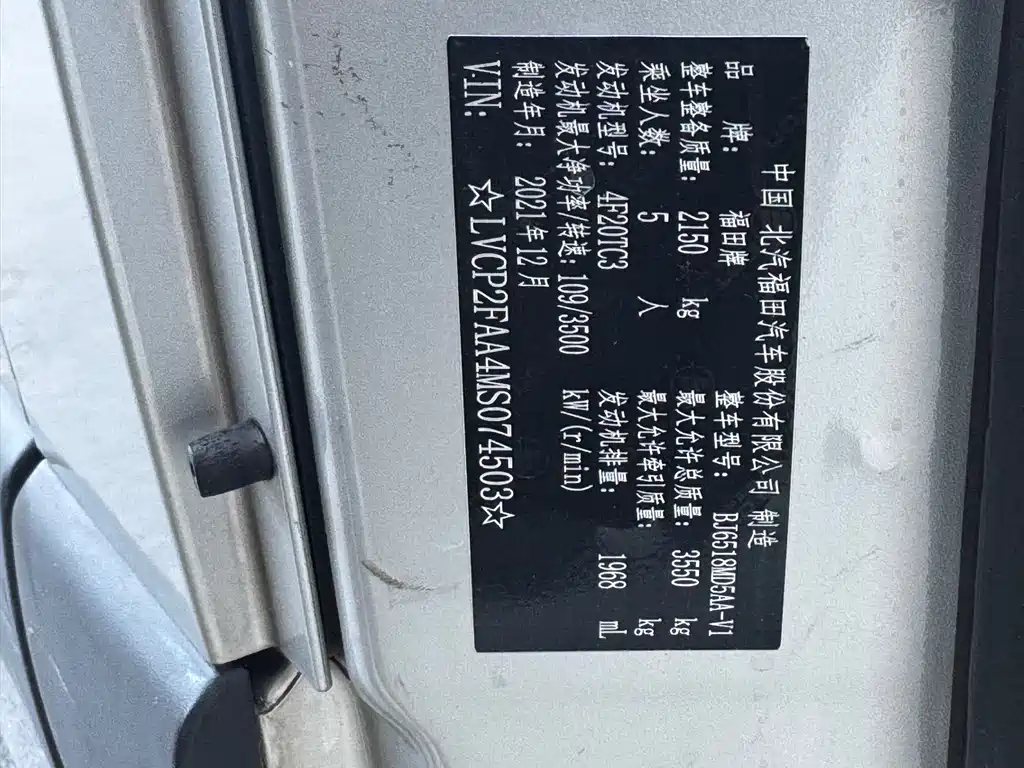 中国 北汽福田汽车股份有限公司 制造
品 牌: 福田牌 整车型号: BJ6518MD5AA-V1
整车整备质量: 2150 kg 最大允许总质量: 3550 kg
乘坐人数: 5 人 最大允许牵引质量: kg
发动机型号: 4F20TC3 发动机排量: 1968 mL
发动机最大净功率/转速: 109/3500 kW/(r/min)
制造年月: 2021年12月
VIN: ☆LVCP2FAA4MS074503☆